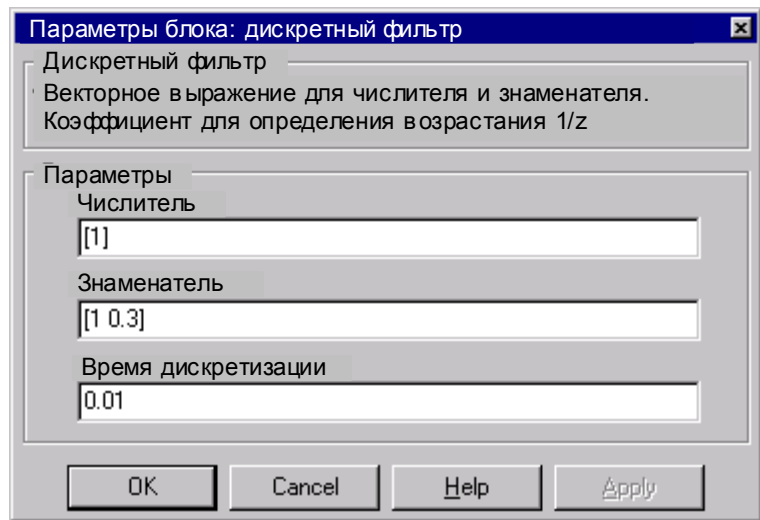 Параметры блока: дискретный фильтр
Дискретный фильтр
Векторное выражение для числителя и знаменателя.
Коэффициент для определения возрастания 1/z
Параметры
Числитель
[1]
Знаменатель
[1 0.3]
Время дискретизации
0.01
OK Cancel Help Apply